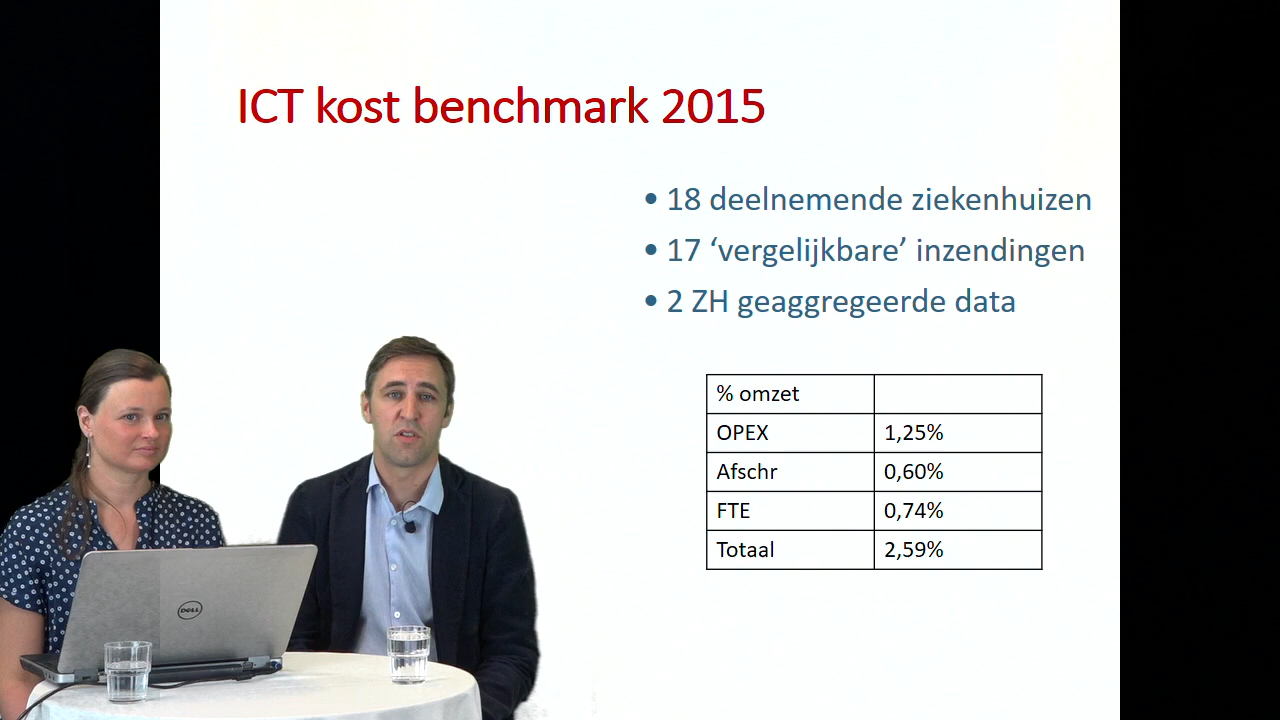 ICT kost benchmark 2015
• 18 deelnemende ziekenhuizen
• 17 ‘vergelijkbare’ inzendingen
• 2 ZH geaggregeerde data
% omzet
OPEX 1,25%
Afschr 0,60%
FTE 0,74%
Totaal 2,59%
DELL